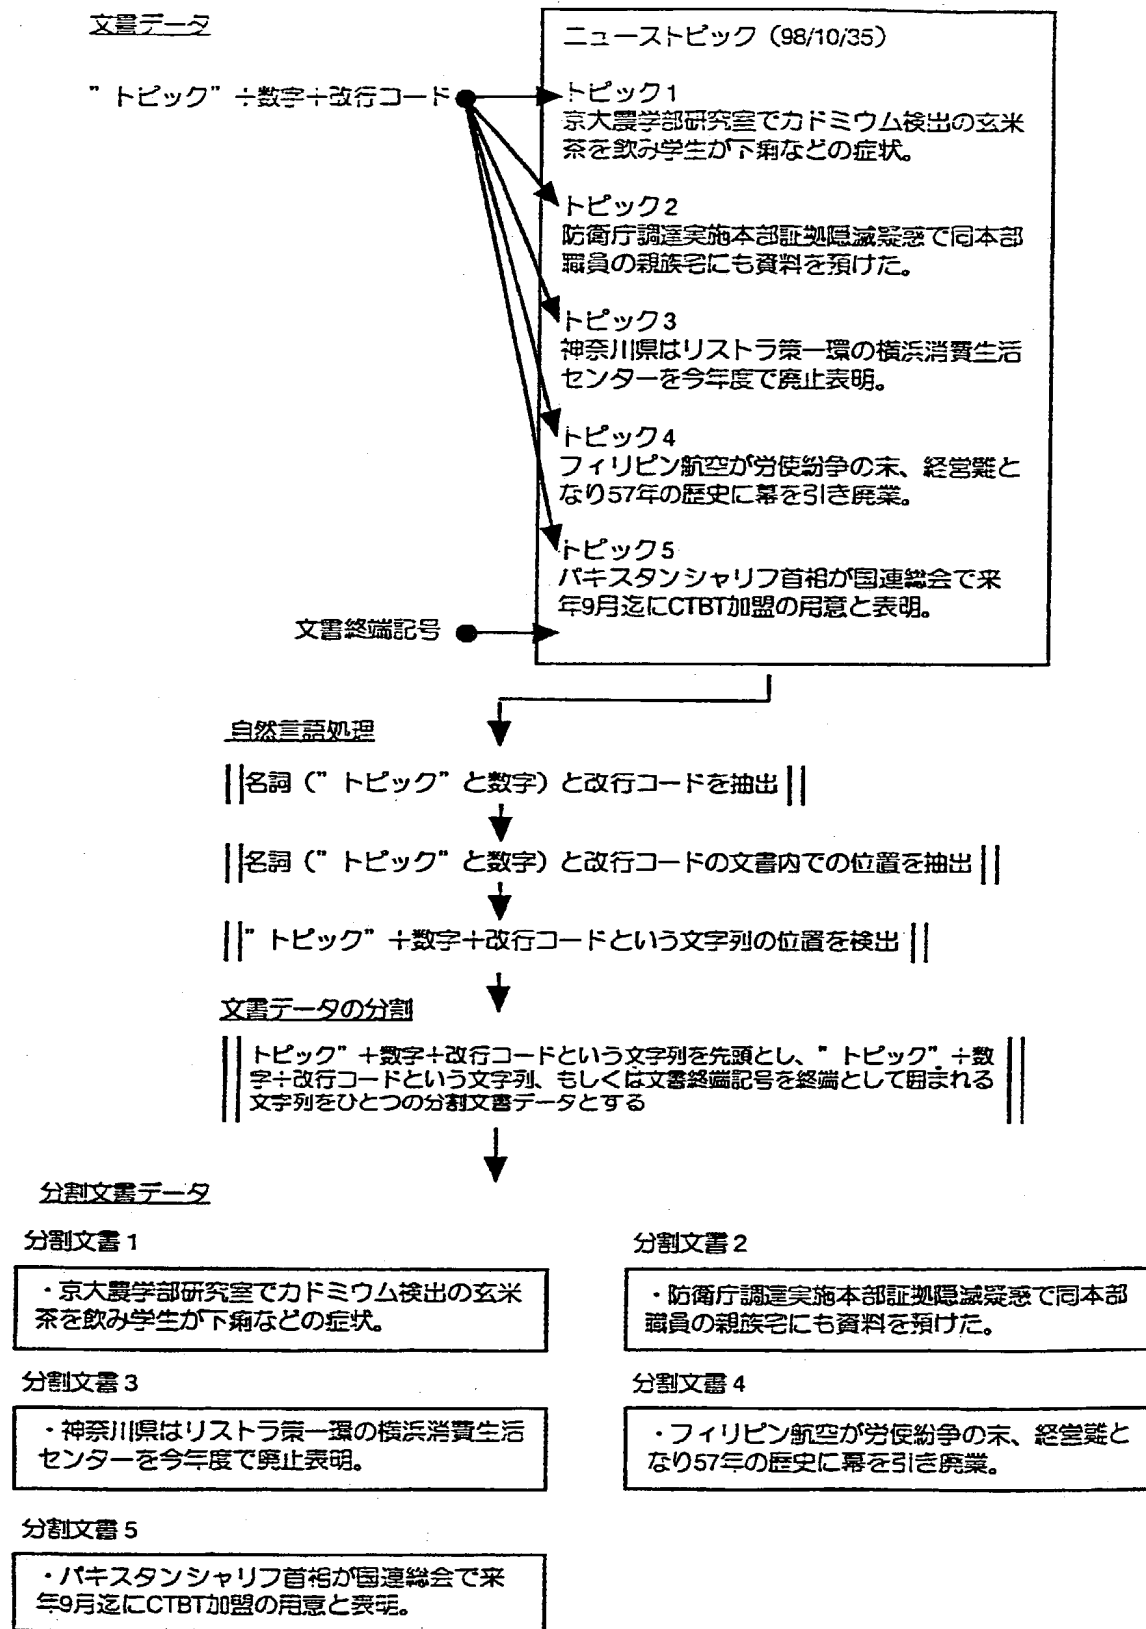 文書データ
”トピック”＋数字＋改行コード
ニューストピック（98/10/35）
トピック1
京大農学部研究室でカドミウム検出の玄米
茶を飲み学生が下痢などの症状。
トピック2
防衛庁調達実施本部証拠隠滅疑惑で同本部
職員の親族宅にも資料を預けた。
トピック3
神奈川県はリストラ策一環の横浜消費生活
センターを今年度で廃止表明。
トピック4
フィリピン航空が労使紛争の末、経営難と
なり57年の歴史に幕を引き廃業。
トピック5
パキスタンシャリフ首相が国連総会で来
年9月迄にCTBT加盟の用意と表明。
文書終端記号
自然言語処理
名詞（”トピック”と数字）と改行コードを抽出
名詞（”トピック”と数字）と改行コードの文書内での位置を抽出
”トピック”＋数字＋改行コードという文字列の位置を検出
文書データの分割
トピック”＋数字＋改行コードという文字列を先頭とし、”トピック”＋数
字＋改行コードという文字列、もしくは文書終端記号を終端として囲まれる
文字列をひとつの分割文書データとする
分割文書データ
分割文書1
・京大農学部研究室でカドミウム検出の玄米
茶を飲み学生が下痢などの症状。
分割文書2
・防衛庁調達実施本部証拠隠滅疑惑で同本部
職員の親族宅にも資料を預けた。
分割文書3
・神奈川県はリストラ策一環の横浜消費生活
センターを今年度で廃止表明。
分割文書4
・フィリピン航空が労使紛争の末、経営難と
なり57年の歴史に幕を引き廃業。
分割文書5
・パキスタンシャリフ首相が国連総会で来
年9月迄にCTBT加盟の用意と表明。